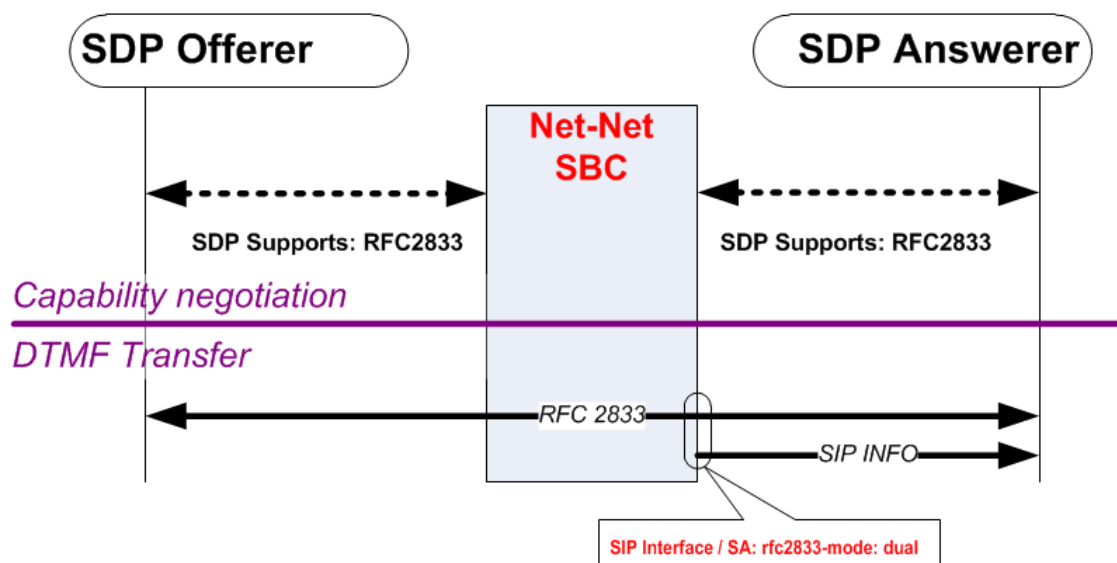 SDP Offerer
SDP Answerer
Net-Net
SBC
SDP Supports: RFC2833
SDP Supports: RFC2833
Capability negotiation
DTMF Transfer
RFC 2833
SIP INFO
SIP Interface / SA: rfc2833-mode: dual